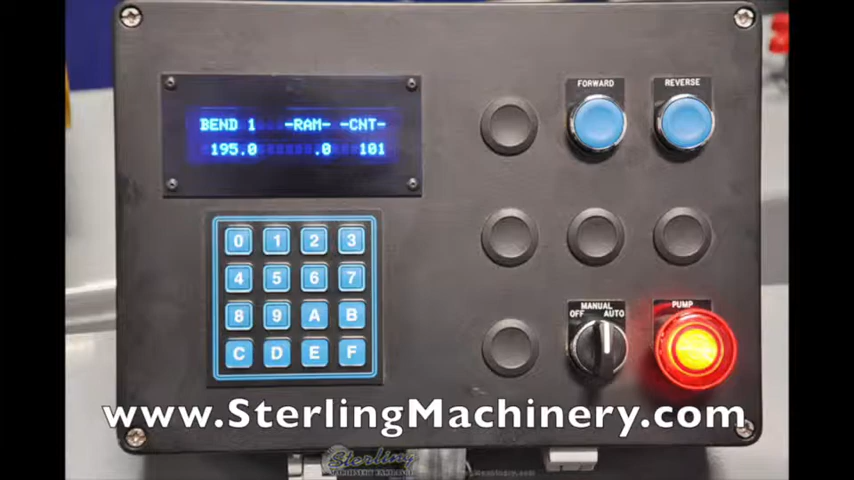 FORWARD REVERSE
BEND 1 -RAM- -CNT-
195.0 .0 101
0 1 2 3
4 5 6 7
8 9 A B
C D E F
MANUAL
OFF AUTO
PUMP
www.SterlingMachinery.com
Sterling